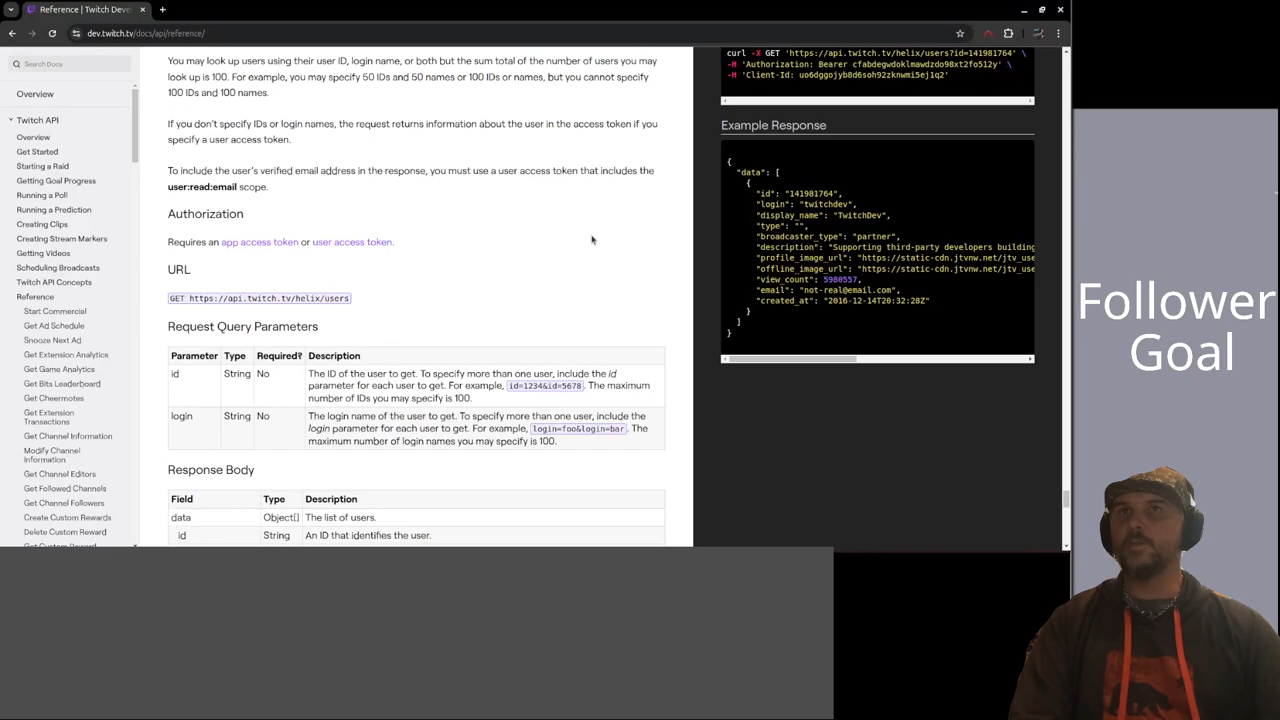 Reference | Twitch Deve
dev.twitch.tv/docs/api/reference/
Search Docs
Overview
Twitch API
Overview
Get Started
Starting a Raid
Getting Goal Progress
Running a Poll
Running a Prediction
Creating Clips
Creating Stream Markers
Getting Videos
Scheduling Broadcasts
Twitch API Concepts
Reference
Start Commercial
Get Ad Schedule
Snooze Next Ad
Get Extension Analytics
Get Game Analytics
Get Bits Leaderboard
Get Cheermotes
Get Extension
Transactions
Get Channel Information
Modify Channel
Information
Get Channel Editors
Get Followed Channels
Get Channel Followers
Create Custom Rewards
Delete Custom Reward
Get Custom Reward
You may look up users using their user ID, login name, or both but the sum total of the number of users you may
look up is 100. For example, you may specify 50 IDs and 50 names or 100 IDs or names, but you cannot specify
100 IDs and 100 names.
If you don't specify IDs or login names, the request returns information about the user in the access token if you
specify a user access token.
To include the user's verified email address in the response, you must use a user access token that includes the
user:read:email scope.
Authorization
Requires an app access token or user access token.
URL
GET https://api.twitch.tv/helix/users
Request Query Parameters
Parameter Type Required? Description
id String No The ID of the user to get. To specify more than one user, include the id
parameter for each user to get. For example, id=1234&id=5678. The maximum
number of IDs you may specify is 100.
login String No The login name of the user to get. To specify more than one user, include the
login parameter for each user to get. For example, login=foo&login=bar. The
maximum number of login names you may specify is 100.
Response Body
Field Type Description
data Object[] The list of users.
id String An ID that identifies the user.
curl -X GET 'https://api.twitch.tv/helix/users?id=141981764' \
-H 'Authorization: Bearer cfabdegwdoklmawdzdo98xt2fo512y' \
-H 'Client-Id: uo6dggojyb8d6soh92zknwmi5ej1q2'
Example Response
{
"data": [
{
"id": "141981764",
"login": "twitchdev",
"display_name": "TwitchDev",
"type": "",
"broadcaster_type": "partner",
"description": "Supporting third-party developers building
"profile_image_url": "https://static-cdn.jtvnw.net/jtv_use
"offline_image_url": "https://static-cdn.jtvnw.net/jtv_use
"view_count": 5980557,
"email": "not-real@email.com",
"created_at": "2016-12-14T20:32:28Z"
}
]
}
Follower
Goal